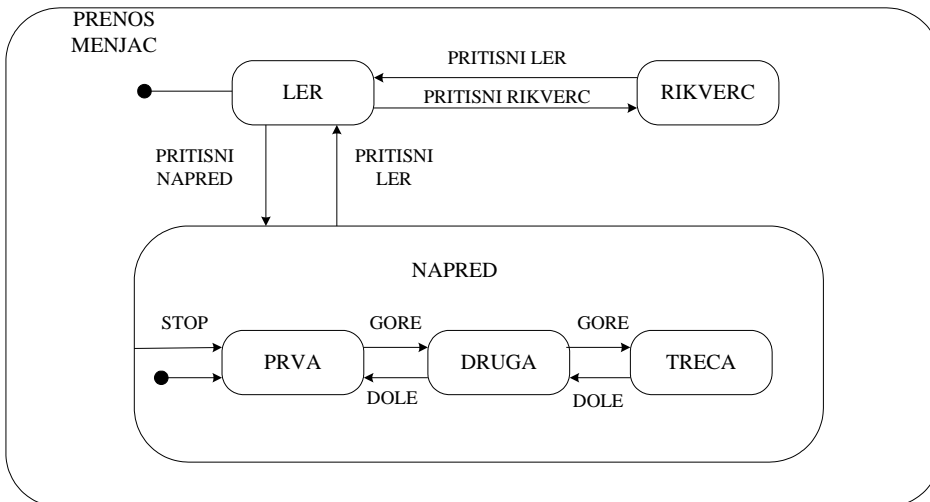 PRENOS
MENJAC
PRITISNI LER
LER
PRITISNI RIKVERC
RIKVERC
PRITISNI
NAPRED
PRITISNI
LER
NAPRED
STOP
GORE
GORE
PRVA
DRUGA
TRECA
DOLE
DOLE